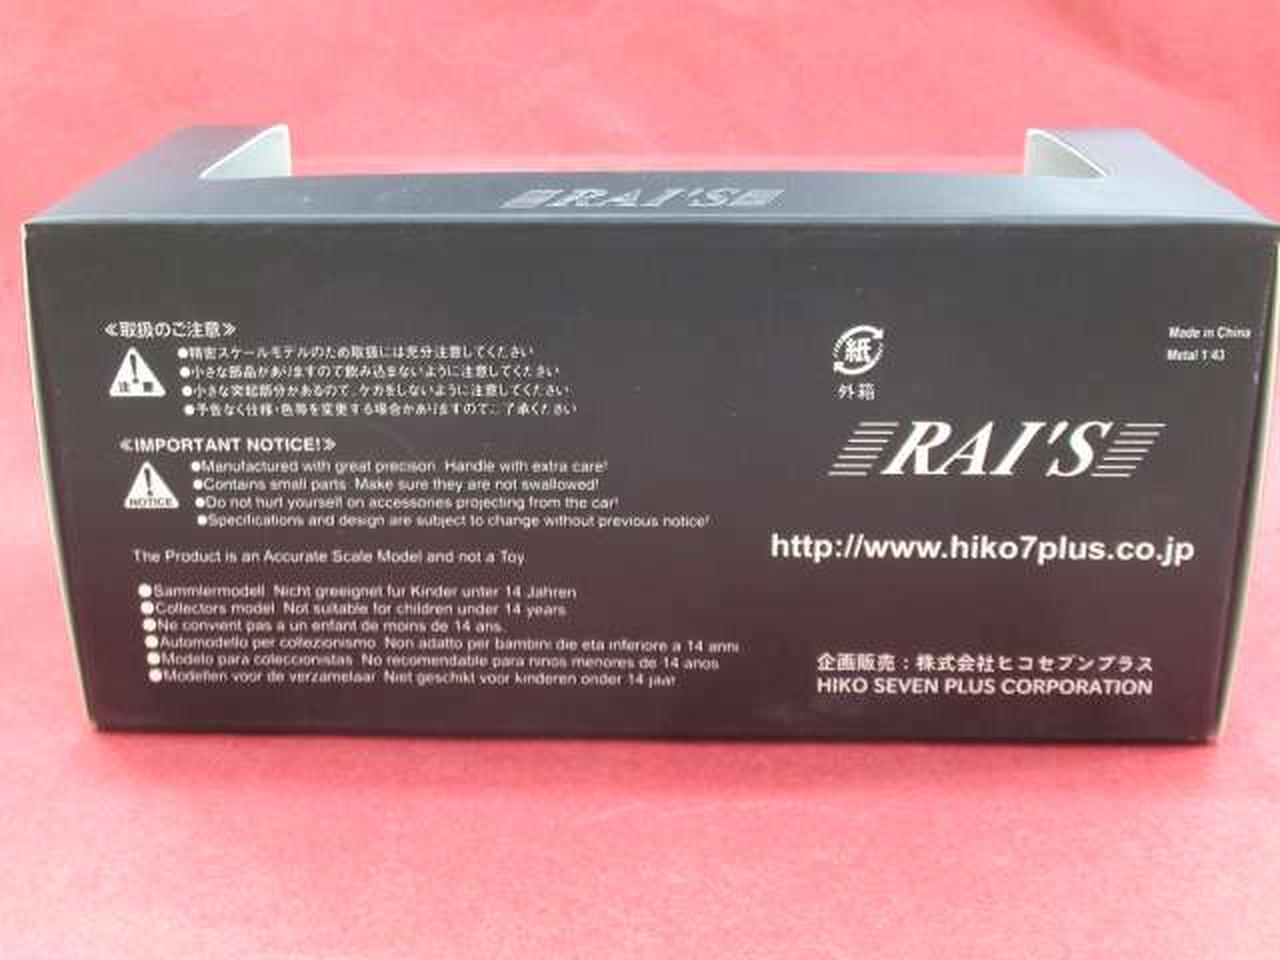 RAI'S
≪取扱のご注意≫
注意
●精密スケールモデルのため取扱には充分注意してください
●小さな部品がありますので飲み込まないように注意してください
●小さな突起部分があるので、ケガをしないように注意してください
●予告なく仕様・色等を変更する場合がありますのでご了承ください
≪IMPORTANT NOTICE!≫
NOTICE
●Manufactured with great precision. Handle with extra care!
●Contains small parts. Make sure they are not swallowed!
●Do not hurt yourself on accessories projecting from the car!
●Specifications and design are subject to change without previous notice!
The Product is an Accurate Scale Model and not a Toy
●Sammlermodell. Nicht geeignet fur Kinder unter 14 Jahren
●Collectors model. Not suitable for children under 14 years
●Ne convient pas a un enfant de moins de 14 ans.
●Automodello per collezionismo. Non adatto per bambini die eta inferiore a 14 anni
●Modelo para coleccionistas. No recomendable para ninos menores de 14 anos
●Modellen voor de verzamelaar. Niet geschikt voor kinderen onder 14 jaar
紙
外箱
Made in China
Metal 1:43
RAI'S
http://www.hiko7plus.co.jp
企画販売：株式会社ヒコセブンプラス
HIKO SEVEN PLUS CORPORATION